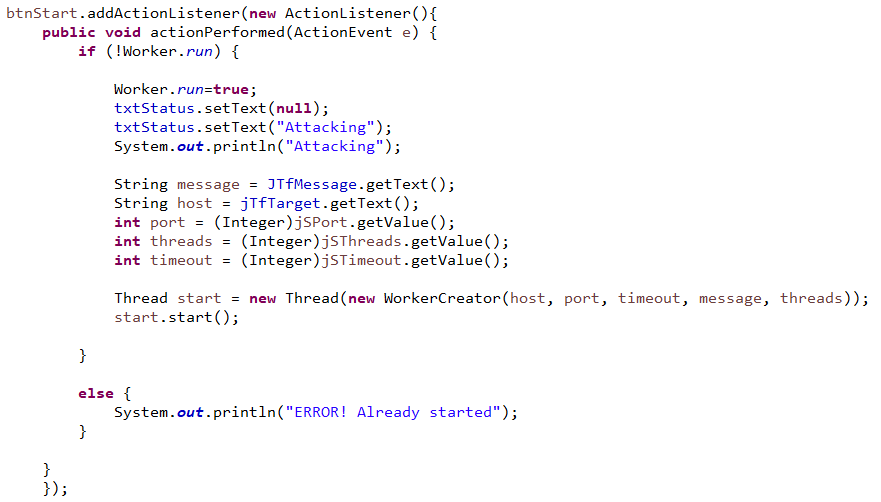 btnStart.addActionListener(new ActionListener(){
    public void actionPerformed(ActionEvent e) {
        if (!Worker.run) {
            Worker.run=true;
            txtStatus.setText(null);
            txtStatus.setText("Attacking");
            System.out.println("Attacking");
            String message = JTfMessage.getText();
            String host = jTfTarget.getText();
            int port = (Integer)jSPort.getValue();
            int threads = (Integer)jSThreads.getValue();
            int timeout = (Integer)jSTimeout.getValue();
            Thread start = new Thread(new WorkerCreator(host, port, timeout, message, threads));
            start.start();
        }
        else {
            System.out.println("ERROR! Already started");
        }
    }
    });